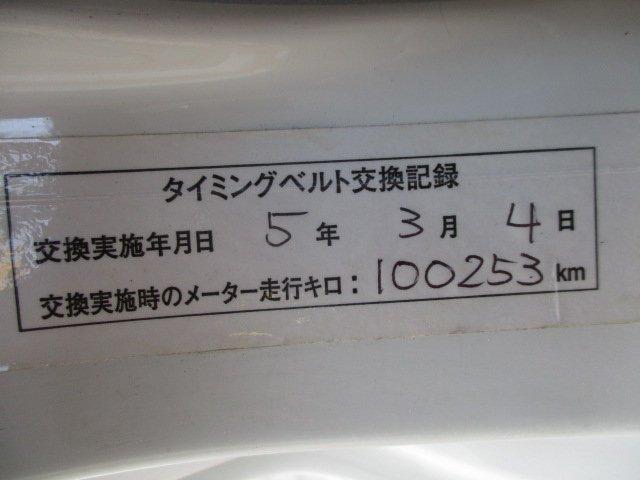 タイミングベルト交換記録
交換実施年月日 5 年 3 月 4 日
交換実施時のメーター走行キロ：100253 km